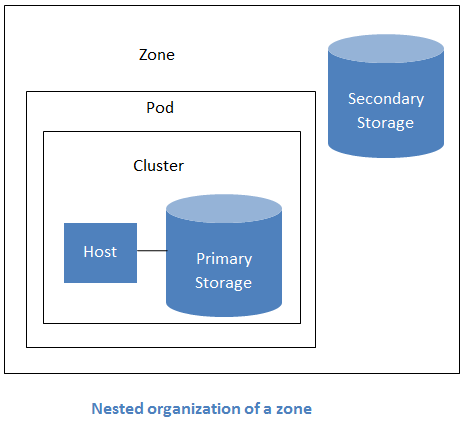 Zone
Secondary
Storage
Pod
Cluster
Host
Primary
Storage
Nested organization of a zone